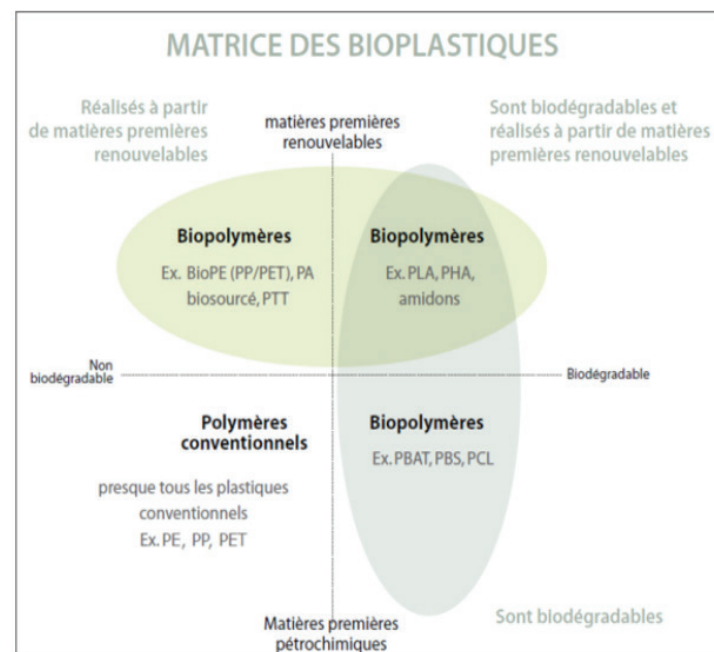 MATRICE DES BIOPLASTIQUES
Réalisés à partir
de matières premières
renouvelables
matières premières
renouvelables
Sont biodégradables et
réalisés à partir de matières
premières renouvelables
Biopolymères
Ex. BioPE (PP/PET), PA
biosourcé, PTT
Biopolymères
Ex. PLA, PHA,
amidons
Non
biodégradable
Biodégradable
Polymères
conventionnels
presque tous les plastiques
conventionnels
Ex. PE, PP, PET
Biopolymères
Ex. PBAT, PBS, PCL
Matières premières
pétrochimiques
Sont biodégradables